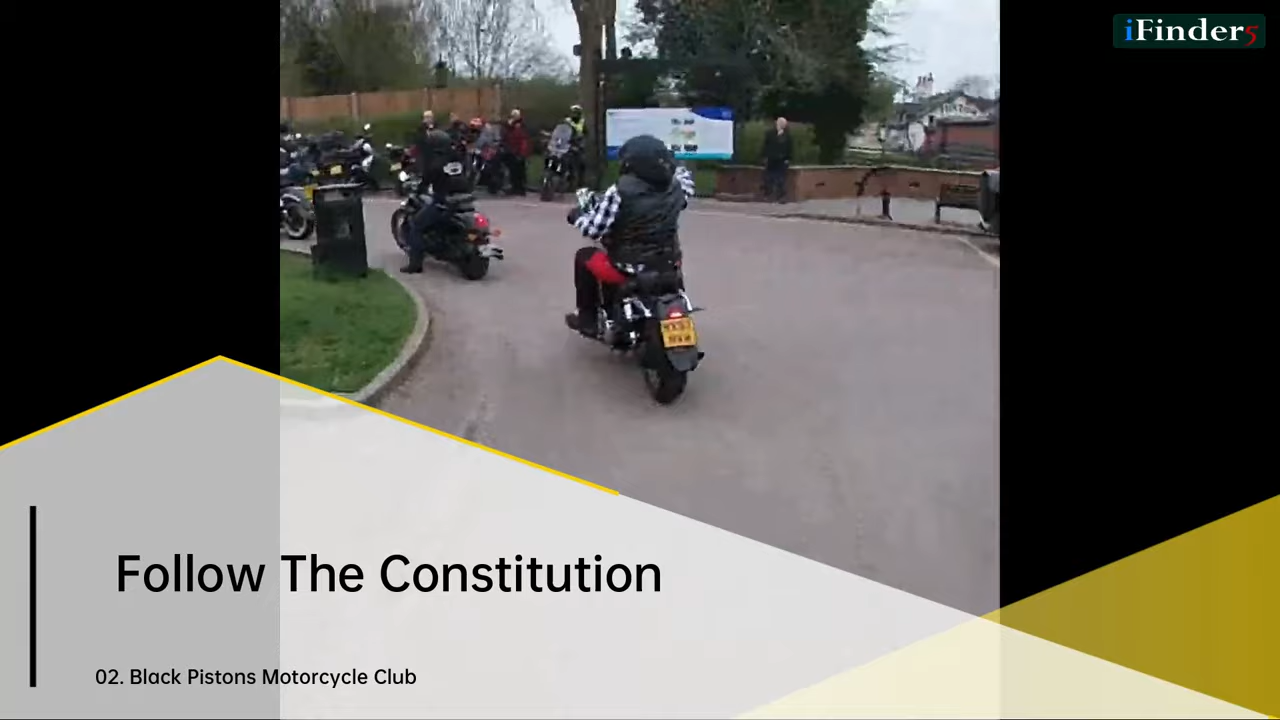 iFinder5
Follow The Constitution
02. Black Pistons Motorcycle Club